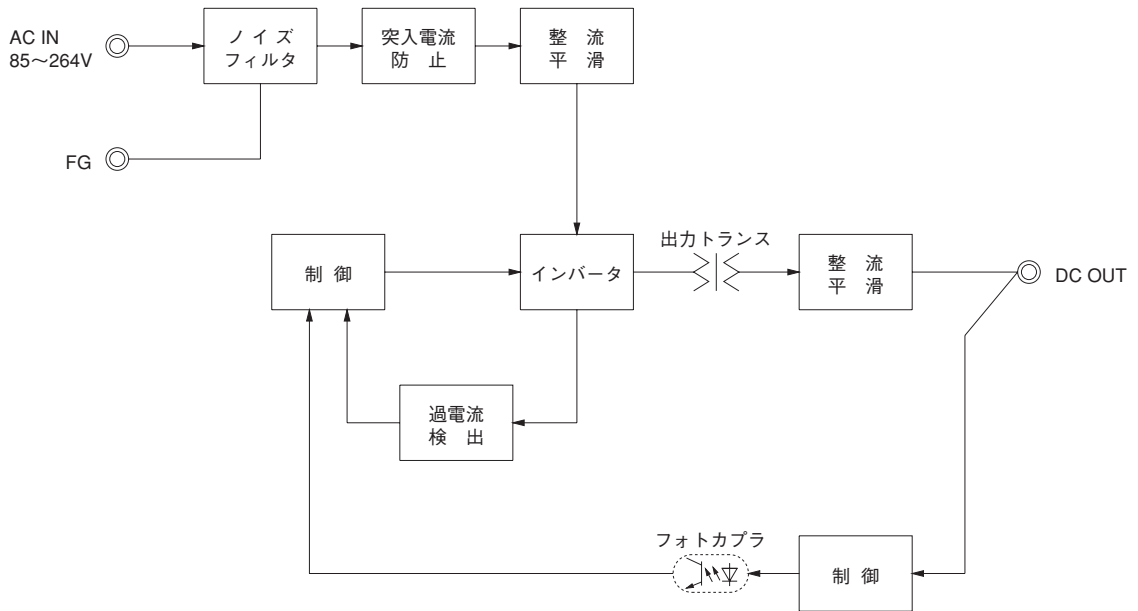 AC IN
85～264V
ノイズ
フィルタ
突入電流
防止
整流
平滑
FG
制御
インバータ
出力トランス
整流
平滑
DC OUT
過電流
検出
フォトカプラ
制御